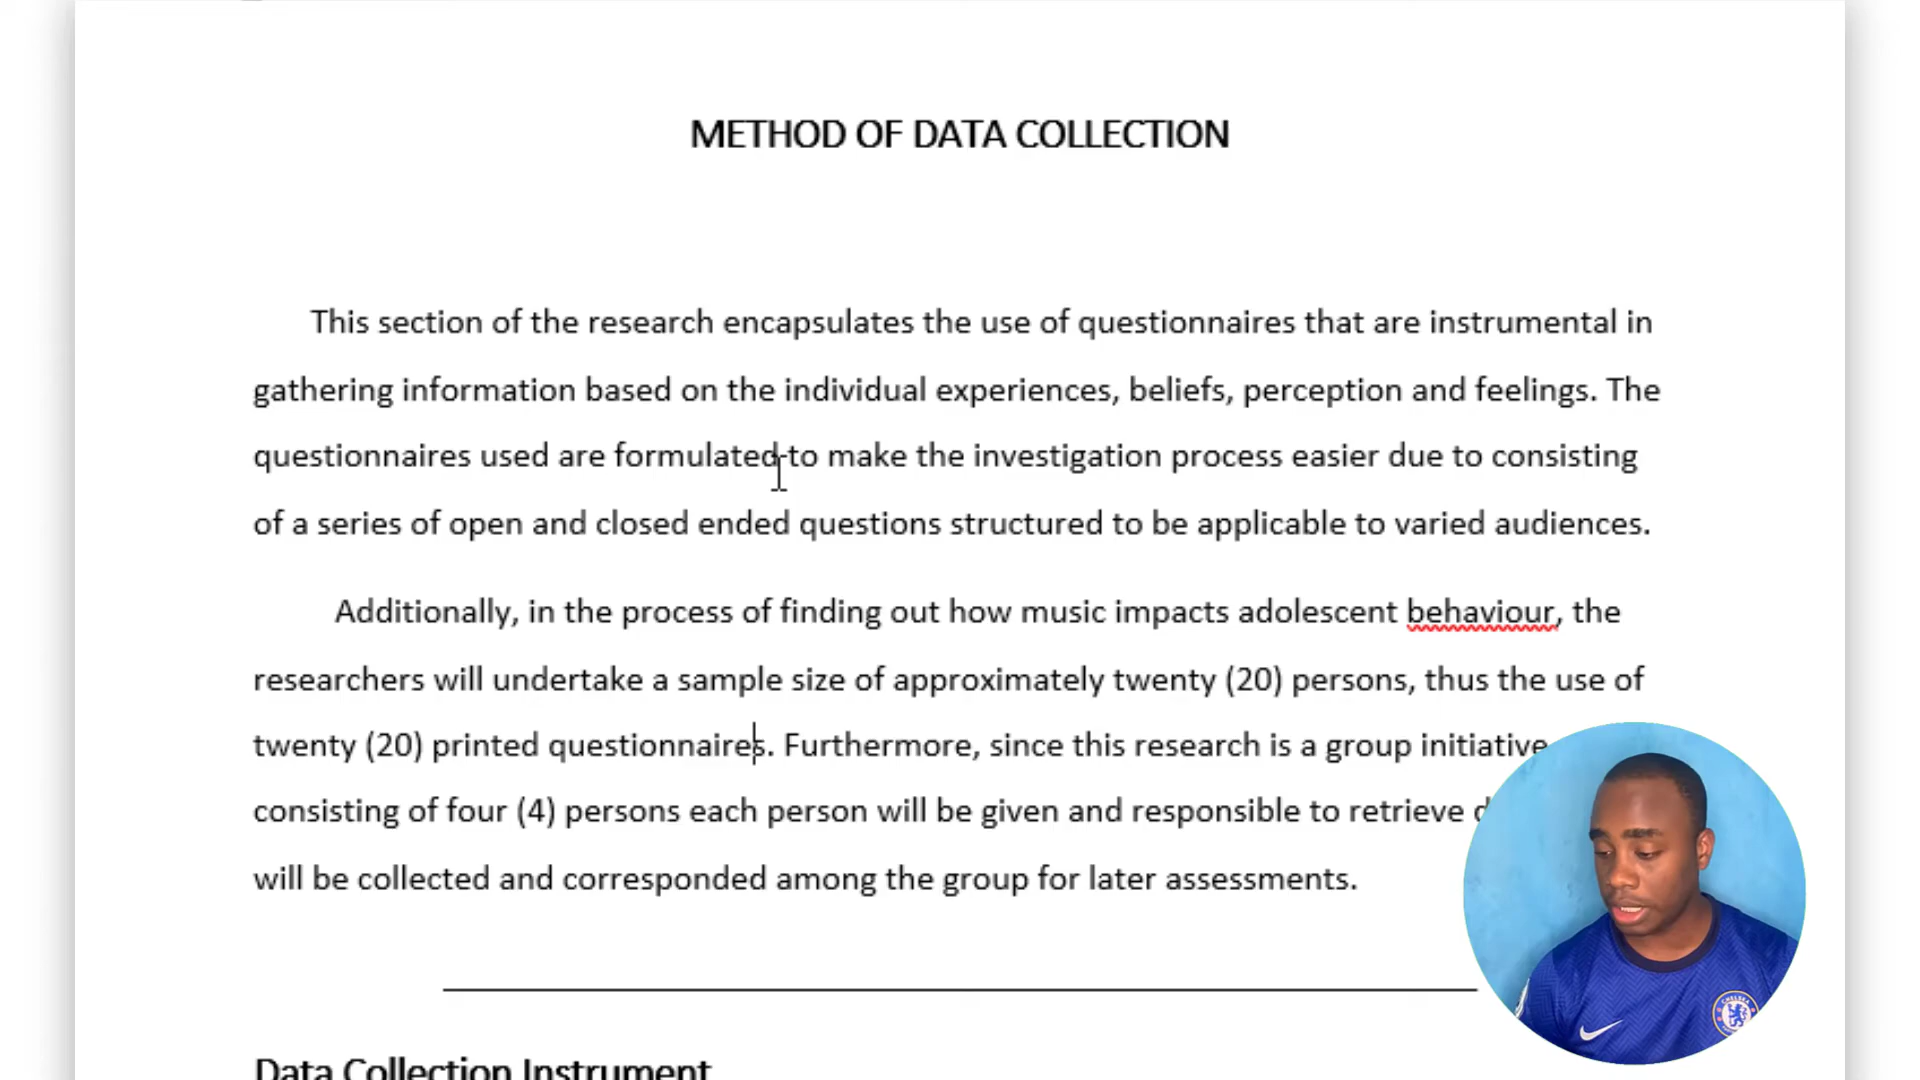 METHOD OF DATA COLLECTION
This section of the research encapsulates the use of questionnaires that are instrumental in
gathering information based on the individual experiences, beliefs, perception and feelings. The
questionnaires used are formulated to make the investigation process easier due to consisting
of a series of open and closed ended questions structured to be applicable to varied audiences.
Additionally, in the process of finding out how music impacts adolescent behaviour, the
researchers will undertake a sample size of approximately twenty (20) persons, thus the use of
twenty (20) printed questionnaires. Furthermore, since this research is a group initiative
consisting of four (4) persons each person will be given and responsible to retrieve
will be collected and corresponded among the group for later assessments.
Data Collection Instrument
CHELSEA